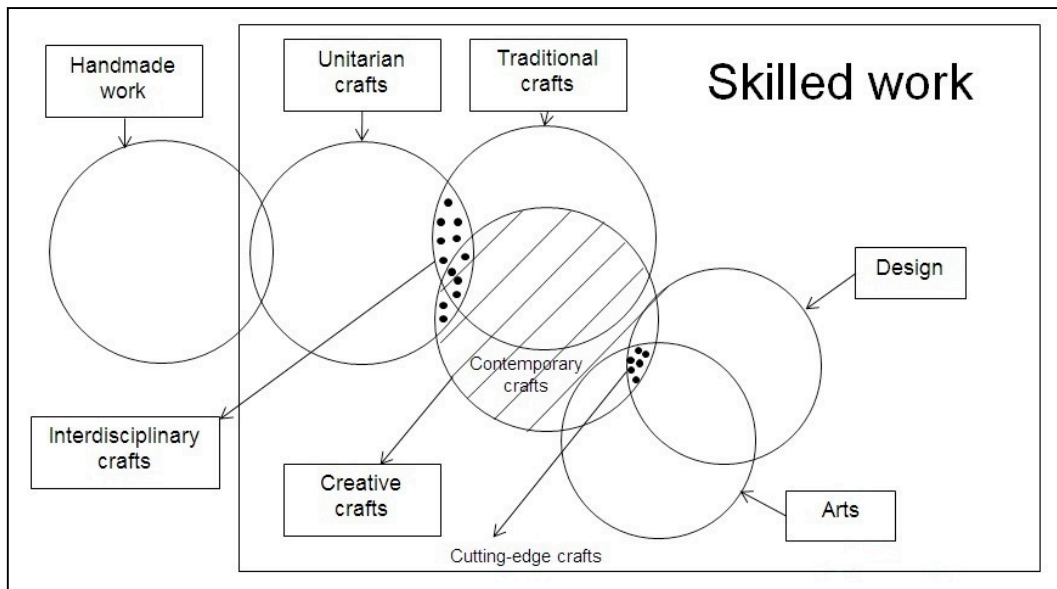 Handmade
work
Unitarian
crafts
Traditional
crafts
Skilled work
Design
Contemporary
crafts
Interdisciplinary
crafts
Creative
crafts
Arts
Cutting-edge crafts